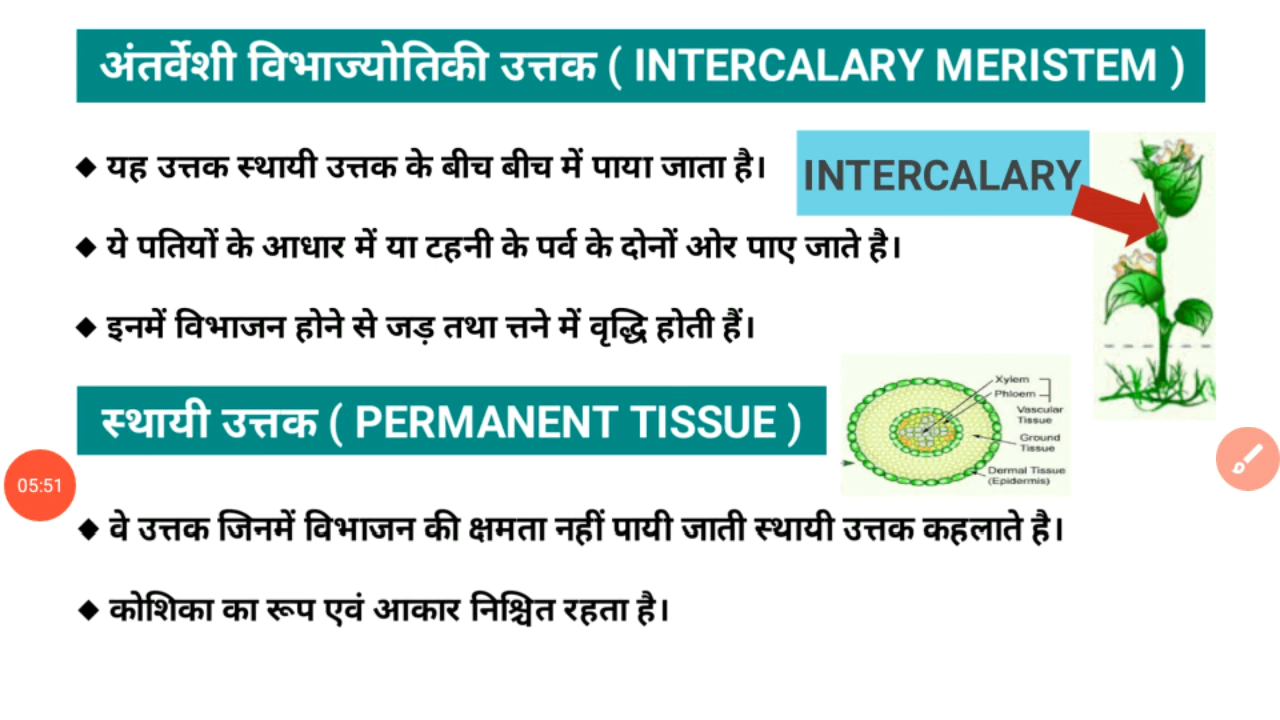 अंतर्वेशी विभाज्योतिकी उत्तक ( INTERCALARY MERISTEM )
◆ यह उत्तक स्थायी उत्तक के बीच बीच में पाया जाता है।
INTERCALARY
◆ ये पतियों के आधार में या टहनी के पर्व के दोनों ओर पाए जाते है।
◆ इनमें विभाजन होने से जड़ तथा त्तने में वृद्धि होती हैं।
स्थायी उत्तक ( PERMANENT TISSUE )
Xylem
Phloem
Vascular
Tissue
Ground
Tissue
Dermal Tissue
(Epidermis)
05:51
◆ वे उत्तक जिनमें विभाजन की क्षमता नहीं पायी जाती स्थायी उत्तक कहलाते है।
◆ कोशिका का रूप एवं आकार निश्चित रहता है।